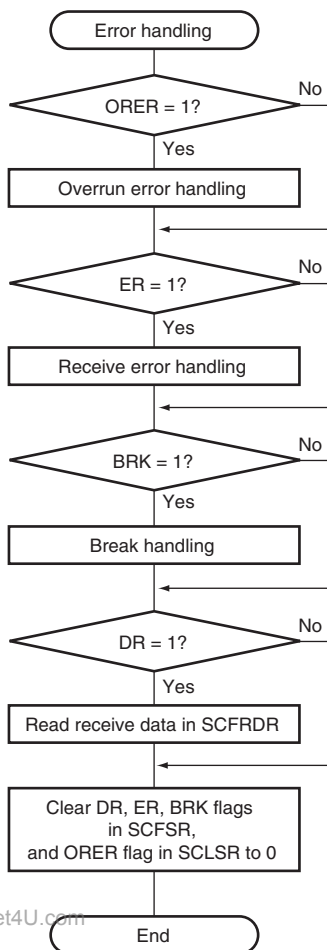 Error handling
No
ORER = 1?
Yes
Overrun error handling
No
ER = 1?
Yes
Receive error handling
No
BRK = 1?
Yes
Break handling
No
DR = 1?
Yes
Read receive data in SCFRDR
Clear DR, ER, BRK flags
in SCFSR,
and ORER flag in SCLSR to 0
et4U.com
End